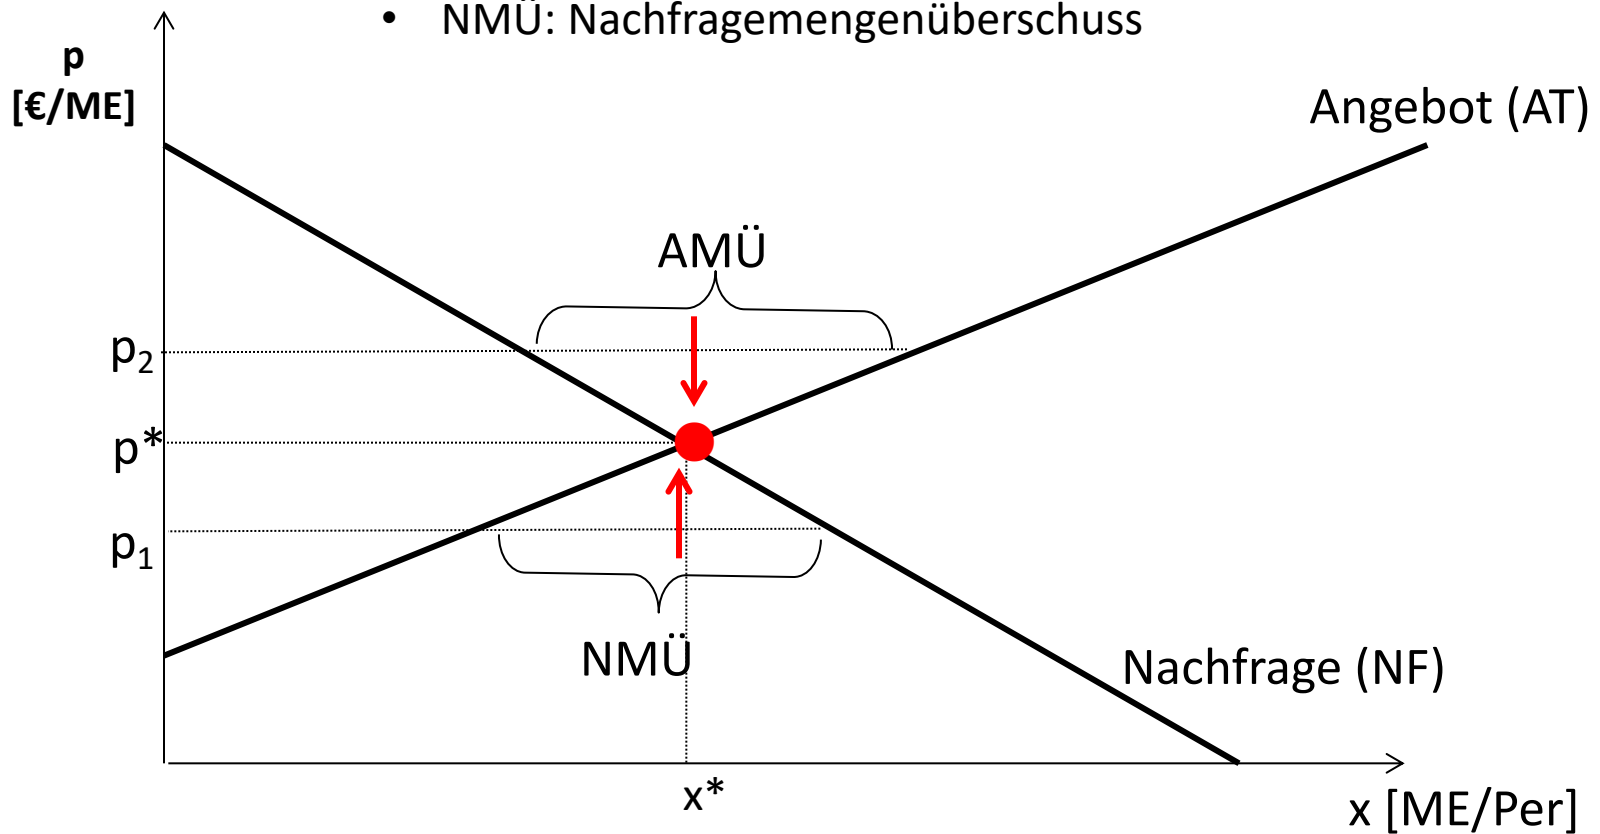 • NMÜ: Nachfragemengenüberschuss
p
[€/ME]
Angebot (AT)
AMÜ
p₂
p*
p₁
NMÜ
Nachfrage (NF)
x*
x [ME/Per]